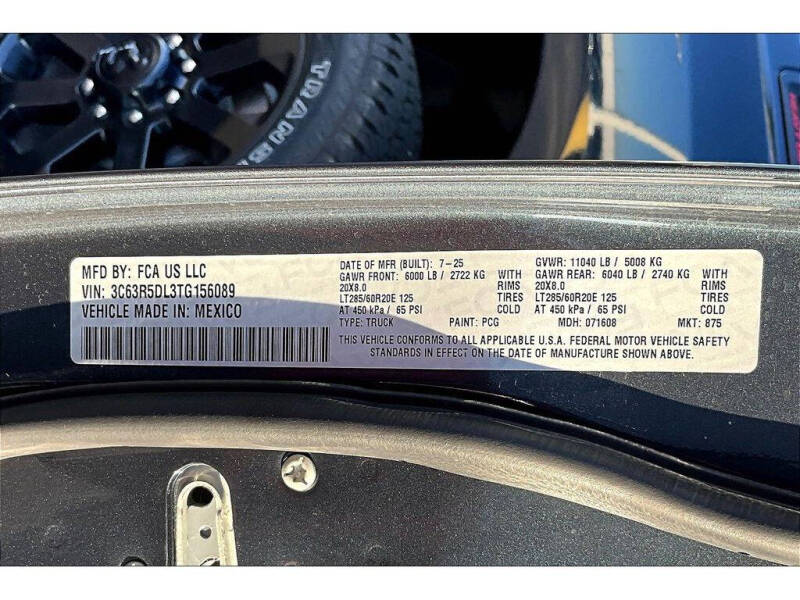 TRANS
MFD BY: FCA US LLC
VIN: 3C63R5DL3TG156089
VEHICLE MADE IN: MEXICO
DATE OF MFR (BUILT): 7-25
GVWR: 11040 LB / 5008 KG
GAWR FRONT: 6000 LB / 2722 KG WITH
20X8.0 RIMS
LT285/60R20E 125 TIRES
AT 450 kPa / 65 PSI COLD
GAWR REAR: 6040 LB / 2740 KG WITH
20X8.0 RIMS
LT285/60R20E 125 TIRES
AT 450 kPa / 65 PSI COLD
TYPE: TRUCK PAINT: PCG MDH: 071608 MKT: 875
THIS VEHICLE CONFORMS TO ALL APPLICABLE U.S.A. FEDERAL MOTOR VEHICLE SAFETY
STANDARDS IN EFFECT ON THE DATE OF MANUFACTURE SHOWN ABOVE.